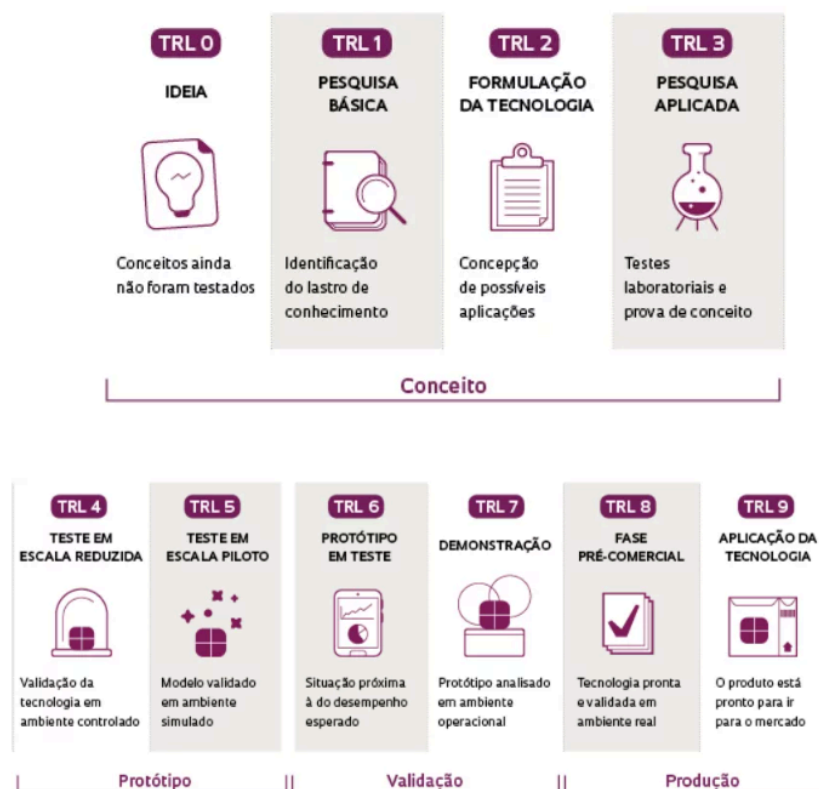 TRL 0
IDEIA
Conceitos ainda
não foram testados
TRL 1
PESQUISA
BÁSICA
Identificação
do lastro de
conhecimento
TRL 2
FORMULAÇÃO
DA TECNOLOGIA
Concepção
de possíveis
aplicações
TRL 3
PESQUISA
APLICADA
Testes
laboratoriais e
prova de conceito
Conceito
TRL 4
TESTE EM
ESCALA REDUZIDA
Validação da
tecnologia em
ambiente controlado
TRL 5
TESTE EM
ESCALA PILOTO
Modelo validado
em ambiente
simulado
TRL 6
PROTÓTIPO
EM TESTE
Situação próxima
à do desempenho
esperado
TRL 7
DEMONSTRAÇÃO
Protótipo analisado
em ambiente
operacional
TRL 8
FASE
PRÉ-COMERCIAL
Tecnologia pronta
e validada em
ambiente real
TRL 9
APLICAÇÃO DA
TECNOLOGIA
O produto está
pronto para ir
para o mercado
Protótipo
Validação
Produção